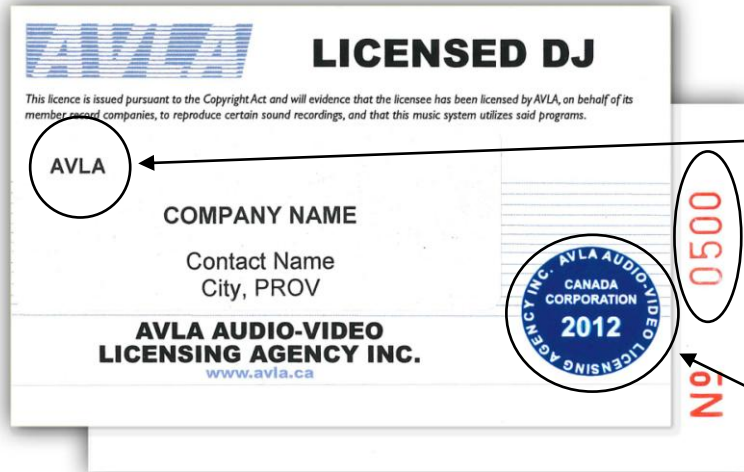 AVLA
LICENSED DJ
This licence is issued pursuant to the Copyright Act and will evidence that the licensee has been licensed by AVLA, on behalf of its
member record companies, to reproduce certain sound recordings, and that this music system utilizes said programs.
AVLA
COMPANY NAME
Contact Name
City, PROV
AVLA AUDIO-VIDEO
LICENSING AGENCY INC.
www.avla.ca
AVLA AUDIO-VIDEO LICENSING AGENCY INC.
CANADA
CORPORATION
2012
Nº 0500